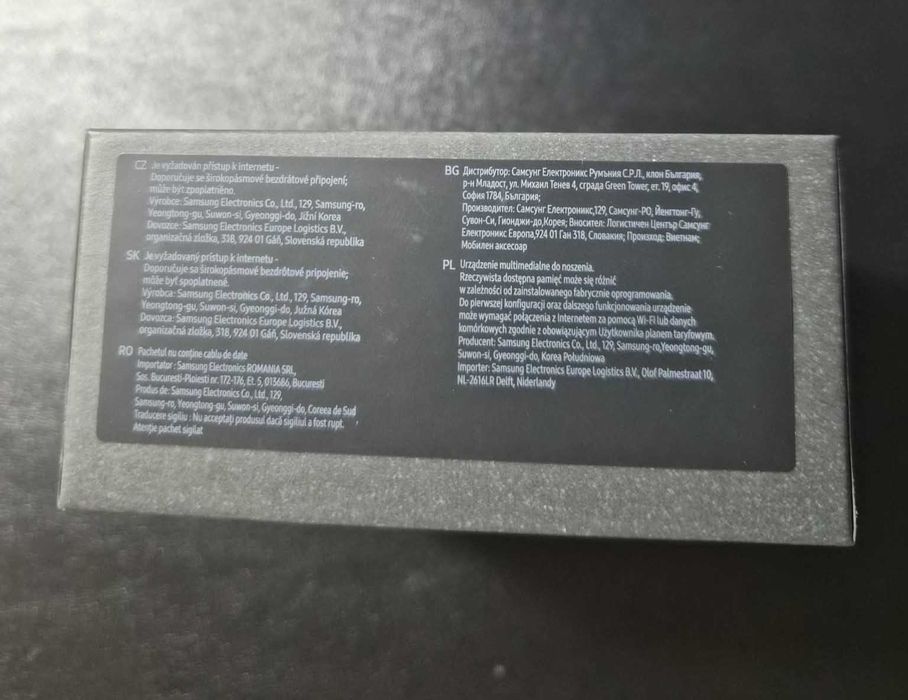 CZ Je vyžadován přístup k internetu -
Doporučuje se širokopásmové bezdrátové připojení;
může být zpoplatněno.
Výrobce: Samsung Electronics Co., Ltd., 129, Samsung-ro,
Yeongtong-gu, Suwon-si, Gyeonggi-do, Jižní Korea
Dovozce: Samsung Electronics Europe Logistics B.V.,
organizačná zložka, 318, 924 01 Gáň, Slovenská republika
SK Je vyžadovaný prístup k internetu -
Doporučuje sa širokopásmové bezdrôtové pripojenie;
môže byť spoplatnené.
Výrobca: Samsung Electronics Co., Ltd., 129, Samsung-ro,
Yeongtong-gu, Suwon-si, Gyeonggi-do, Južná Kórea
Dovozca: Samsung Electronics Europe Logistics B.V.,
organizačná zložka, 318, 924 01 Gáň, Slovenská republika
RO Pachetul nu conține cablu de date
Importator: Samsung Electronics ROMANIA SRL,
Sos. Bucuresti-Ploiesti nr. 172-176, Et. 5, 013686, Bucuresti
Produs de: Samsung Electronics Co., Ltd., 129,
Samsung-ro, Yeongtong-gu, Suwon-si, Gyeonggi-do, Coreea de Sud
Traducere sigiliu : Nu acceptați produsul dacă sigiliul a fost rupt.
Atenție pachet sigilat
BG Дистрибутор: Самсунг Електроникс Румъния С.Р.Л., клон България,
р-н Младост, ул. Михаил Тенев 4, сграда Green Tower, ет. 19, офис 4,
София 1784, България;
Производител: Самсунг Електроникс,129, Самсунг-РО, Йенгтонг-Гу,
Сувон-Си, Гионджи-до,Корея; Вносител: Логистичен Център Самсунг
Електроникс Европа,924 01 Ган 318, Словакия; Произход: Виетнам;
Мобилен аксесоар
PL Urządzenie multimedialne do noszenia.
Rzeczywista dostępna pamięć może się różnić
w zależności od zainstalowanego fabrycznie oprogramowania.
Do pierwszej konfiguracji oraz dalszego funkcjonowania urządzenie
może wymagać połączenia z Internetem za pomocą Wi-Fi lub danych
komórkowych zgodnie z obowiązującym Użytkownika planem taryfowym.
Producent: Samsung Electronics Co., Ltd., 129, Samsung-ro,Yeongtong-gu,
Suwon-si, Gyeonggi-do, Korea Południowa
Importer: Samsung Electronics Europe Logistics B.V., Olof Palmestraat 10,
NL-2616LR Delft, Niderlandy